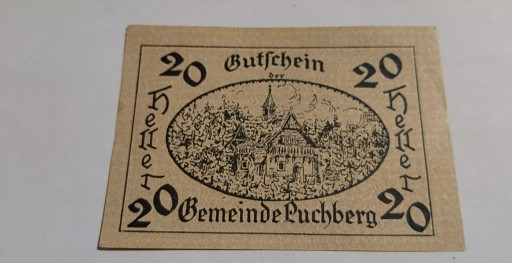 20 Gutschein 20
der
Heller Heller
20 Gemeinde Puchberg 20